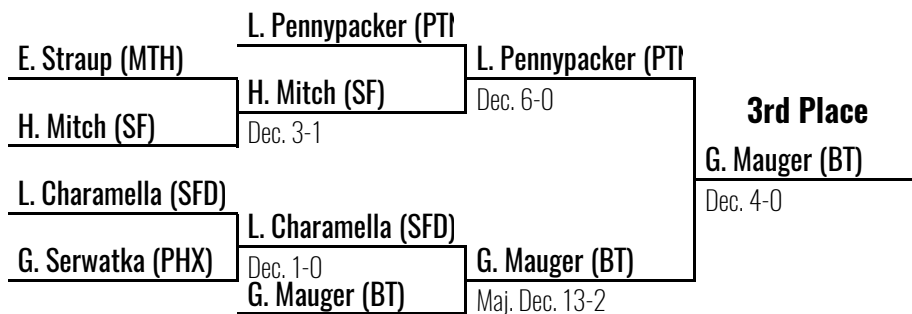 L. Pennypacker (PTN
E. Straup (MTH)
L. Pennypacker (PTN
H. Mitch (SF)
Dec. 6-0
3rd Place
H. Mitch (SF)
Dec. 3-1
G. Mauger (BT)
L. Charamella (SFD)
Dec. 4-0
L. Charamella (SFD)
G. Serwatka (PHX)
Dec. 1-0
G. Mauger (BT)
G. Mauger (BT)
Maj. Dec. 13-2